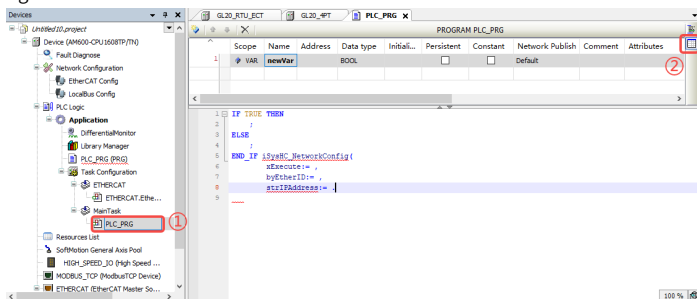 Devices
Untitled10.project
Device (AM600-CPU1608TP/TN)
Fault Diagnose
Network Configuration
EtherCAT Config
LocalBus Config
PLC Logic
Application
DifferentialMonitor
Library Manager
PLC_PRG (PRG)
Task Configuration
ETHERCAT
ETHERCAT.Ethe...
MainTask
PLC_PRG
①
Resources List
SoftMotion General Axis Pool
HIGH_SPEED_IO (High Speed ...
MODBUS_TCP (ModbusTCP Device)
ETHERCAT (EtherCAT Master So...
GL20_RTU_ECT
GL20_4PT
PLC_PRG
PROGRAM PLC_PRG
Scope Name Address Data type Initiali... Persistent Constant Network Publish Comment Attributes
1 VAR newVar BOOL Default
②
1 IF TRUE THEN
2 ;
3 ELSE
4 ;
5 END_IF iSysHC_NetworkConfig(
6 xExecute:= ,
7 byEtherID:= ,
8 strIPAddress:= ,
9
100 %